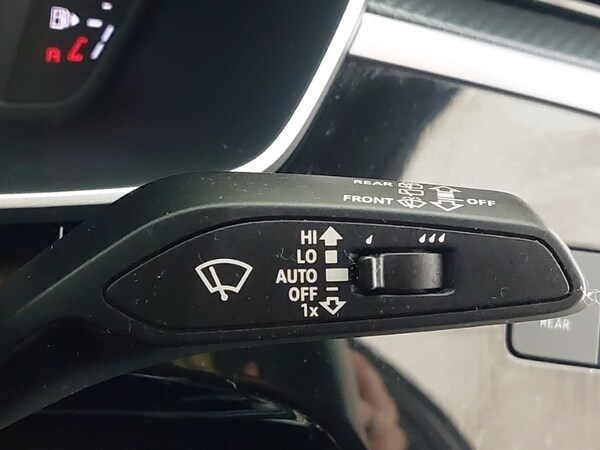 REAR
FRONT OFF
HI
LO
AUTO
OFF
1x
REAR